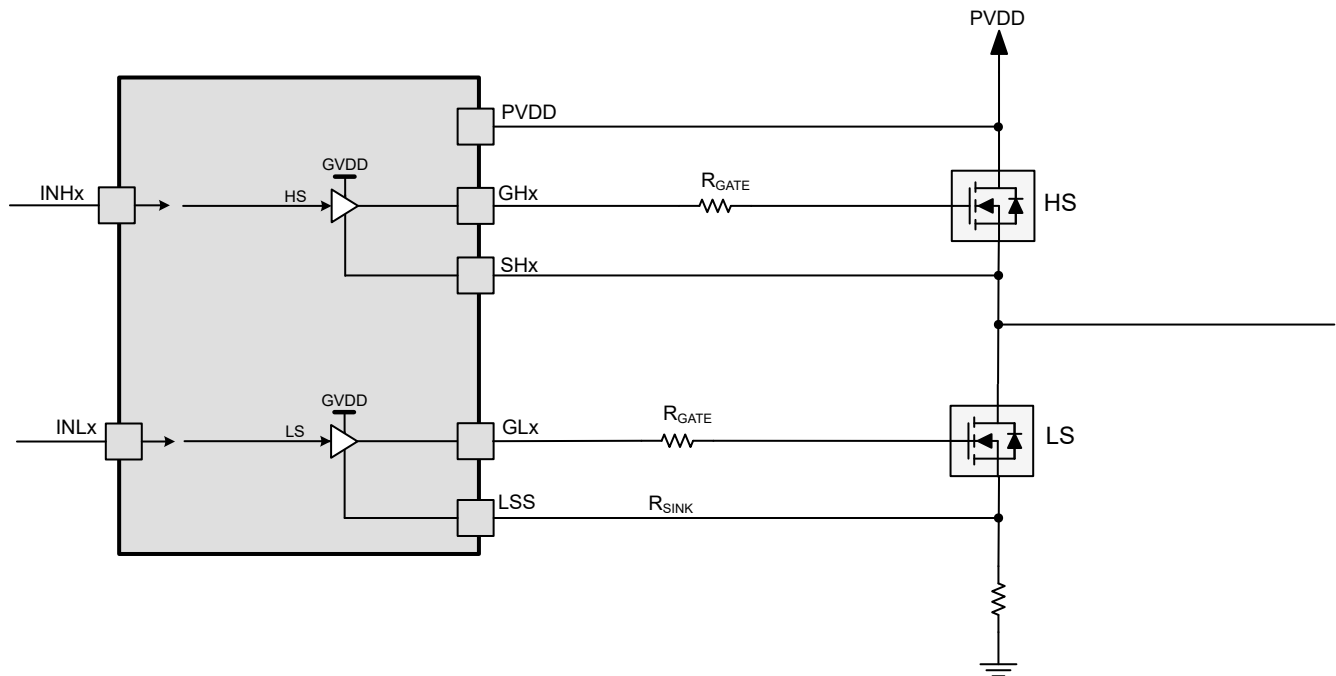 PVDD
PVDD
GVDD
INHx
HS
GHx
RGATE
HS
SHx
GVDD
INLx
LS
GLx
RGATE
LS
LSS
RSINK